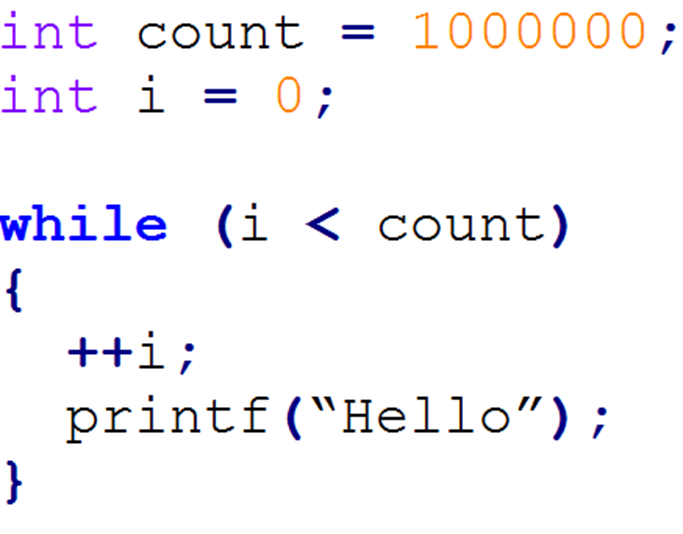 int count = 1000000;
int i = 0;
while (i < count)
{
++i;
printf(“Hello”);
}